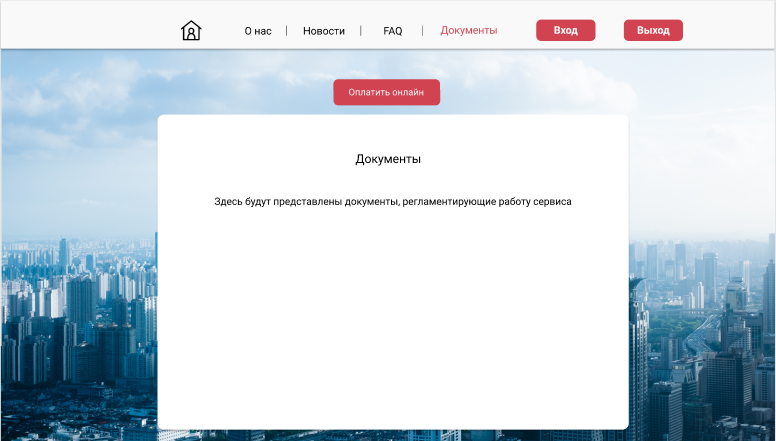 О нас | Новости | FAQ | Документы Вход Выход
Оплатить онлайн
Документы
Здесь будут представлены документы, регламентирующие работу сервиса